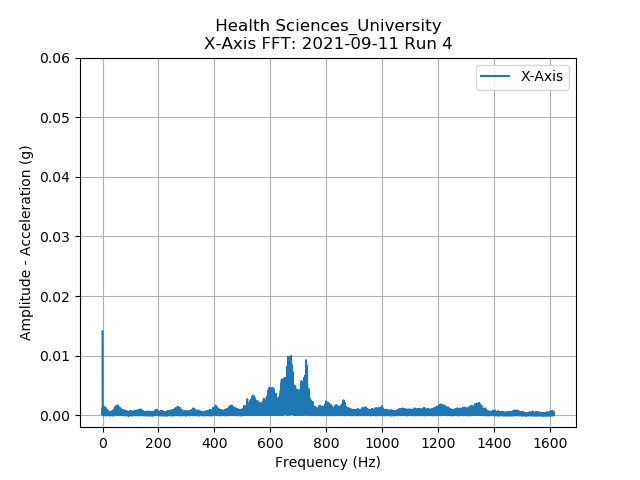 Health Sciences_University
X-Axis FFT: 2021-09-11 Run 4
X-Axis
0.06
0.05
0.04
0.03
0.02
0.01
0.00
Amplitude - Acceleration (g)
0 200 400 600 800 1000 1200 1400 1600
Frequency (Hz)